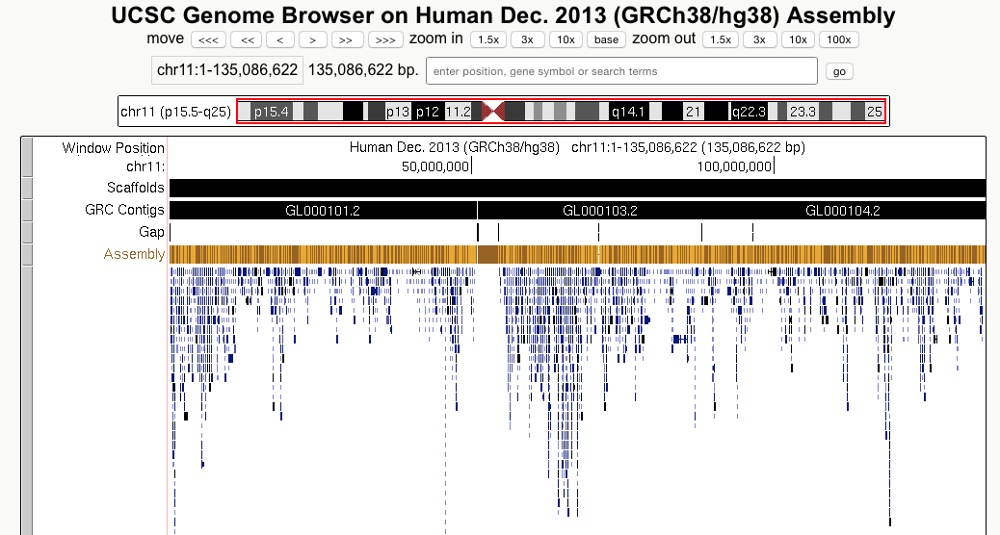 UCSC Genome Browser on Human Dec. 2013 (GRCh38/hg38) Assembly
move <<< << < > >> >>> zoom in 1.5x 3x 10x base zoom out 1.5x 3x 10x 100x
chr11:1-135,086,622 135,086,622 bp. enter position, gene symbol or search terms go
chr11 (p15.5-q25) p15.4 p13 p12 11.2 q14.1 21 q22.3 23.3 25
Window Position Human Dec. 2013 (GRCh38/hg38) chr11:1-135,086,622 (135,086,622 bp)
chr11: 50,000,000 100,000,000
Scaffolds
GRC Contigs GL000101.2 GL000103.2 GL000104.2
Gap
Assembly